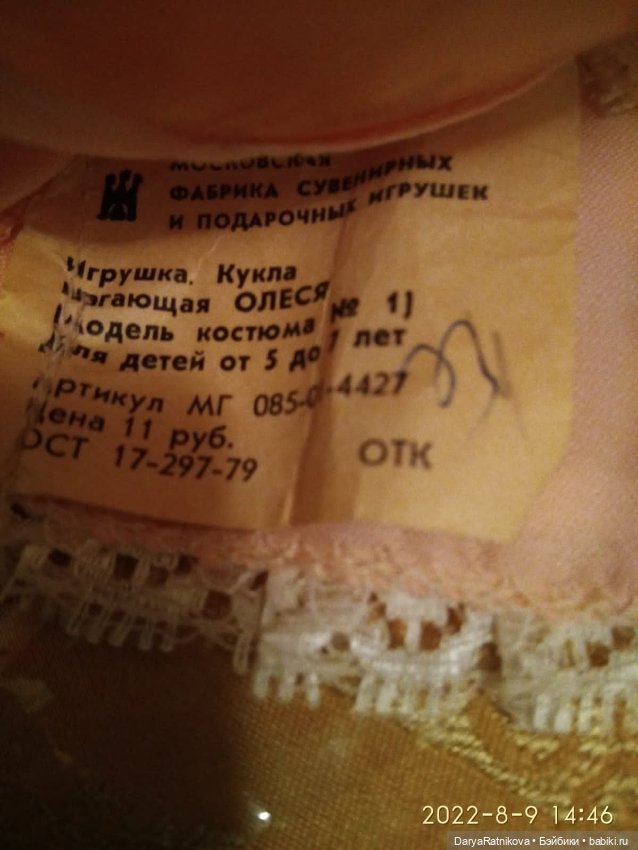 МОСКОВСКАЯ
ФАБРИКА СУВЕНИРНЫХ
И ПОДАРОЧНЫХ ИГРУШЕК
Игрушка. Кукла
шагающая ОЛЕСЯ
Модель костюма № 1)
Для детей от 5 до 7 лет
Артикул МГ 085-0-4427
Цена 11 руб.
ОСТ 17-297-79
ОТК
2022-8-9 14:46
DaryaRatnikova • Бэйбики • babiki.ru